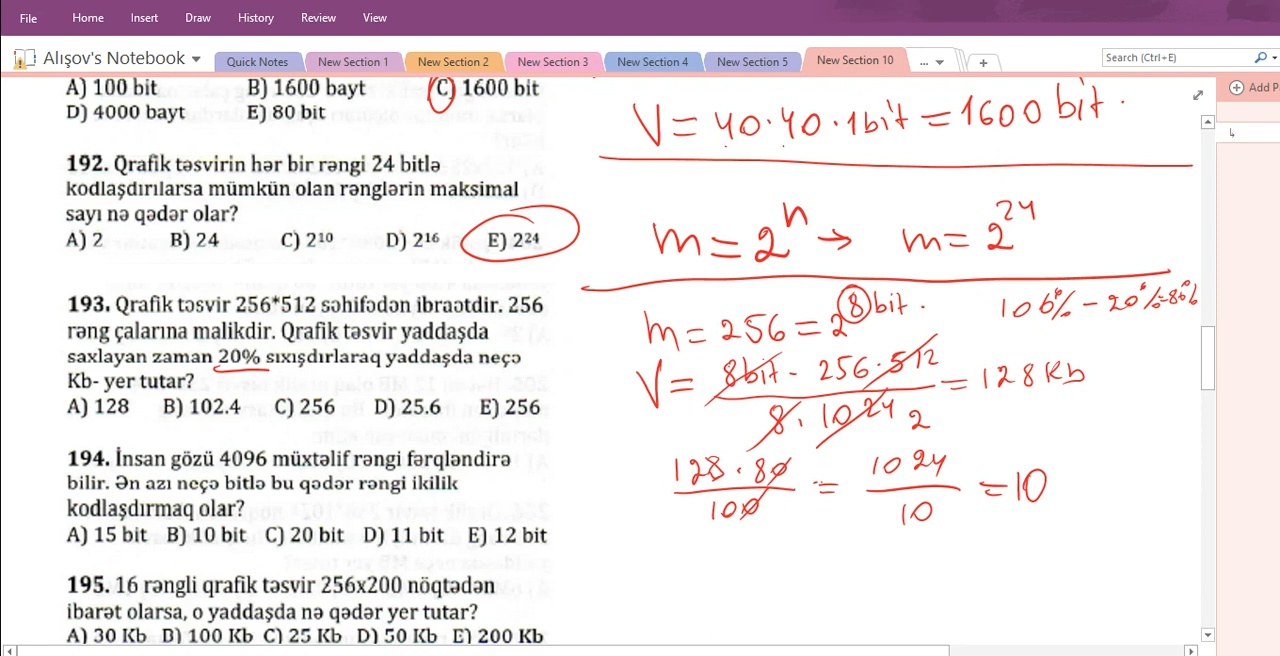 File Home Insert Draw History Review View
Alışov's Notebook Quick Notes New Section 1 New Section 2 New Section 3 New Section 4 New Section 5 New Section 10 ... + Search (Ctrl+E)
Add P
A) 100 bit B) 1600 bayt C) 1600 bit
D) 4000 bayt E) 80 bit
192. Qrafik təsvirin hər bir rəngi 24 bitlə
kodlaşdırılarsa mümkün olan rənglərin maksimal
sayı nə qədər olar?
A) 2 B) 24 C) 2¹⁰ D) 2¹⁶ E) 2²⁴
193. Qrafik təsvir 256*512 səhifədən ibraətdir. 256
rəng çalarına malikdir. Qrafik təsvir yaddaşda
saxlayan zaman 20% sıxışdırlaraq yaddaşda neçə
Kb- yer tutar?
A) 128 B) 102.4 C) 256 D) 25.6 E) 256
194. İnsan gözü 4096 müxtəlif rəngi fərqləndirə
bilir. Ən azı neçə bitlə bu qədər rəngi ikilik
kodlaşdırmaq olar?
A) 15 bit B) 10 bit C) 20 bit D) 11 bit E) 12 bit
195. 16 rəngli qrafik təsvir 256x200 nöqtədən
ibarət olarsa, o yaddaşda nə qədər yer tutar?
A) 30 Kb B) 100 Kb C) 25 Kb D) 50 Kb E) 200 Kb
V = 40 · 40 · 1bit = 1600 bit.
m = 2ⁿ → m = 2²⁴
100% - 20% = 80%
m = 256 = 2⁸ bit.
V = 8bit · 256 · 512 / 8 · 1024 2 = 128 Kb
128 · 80 / 100 = 1024 / 10 = 10